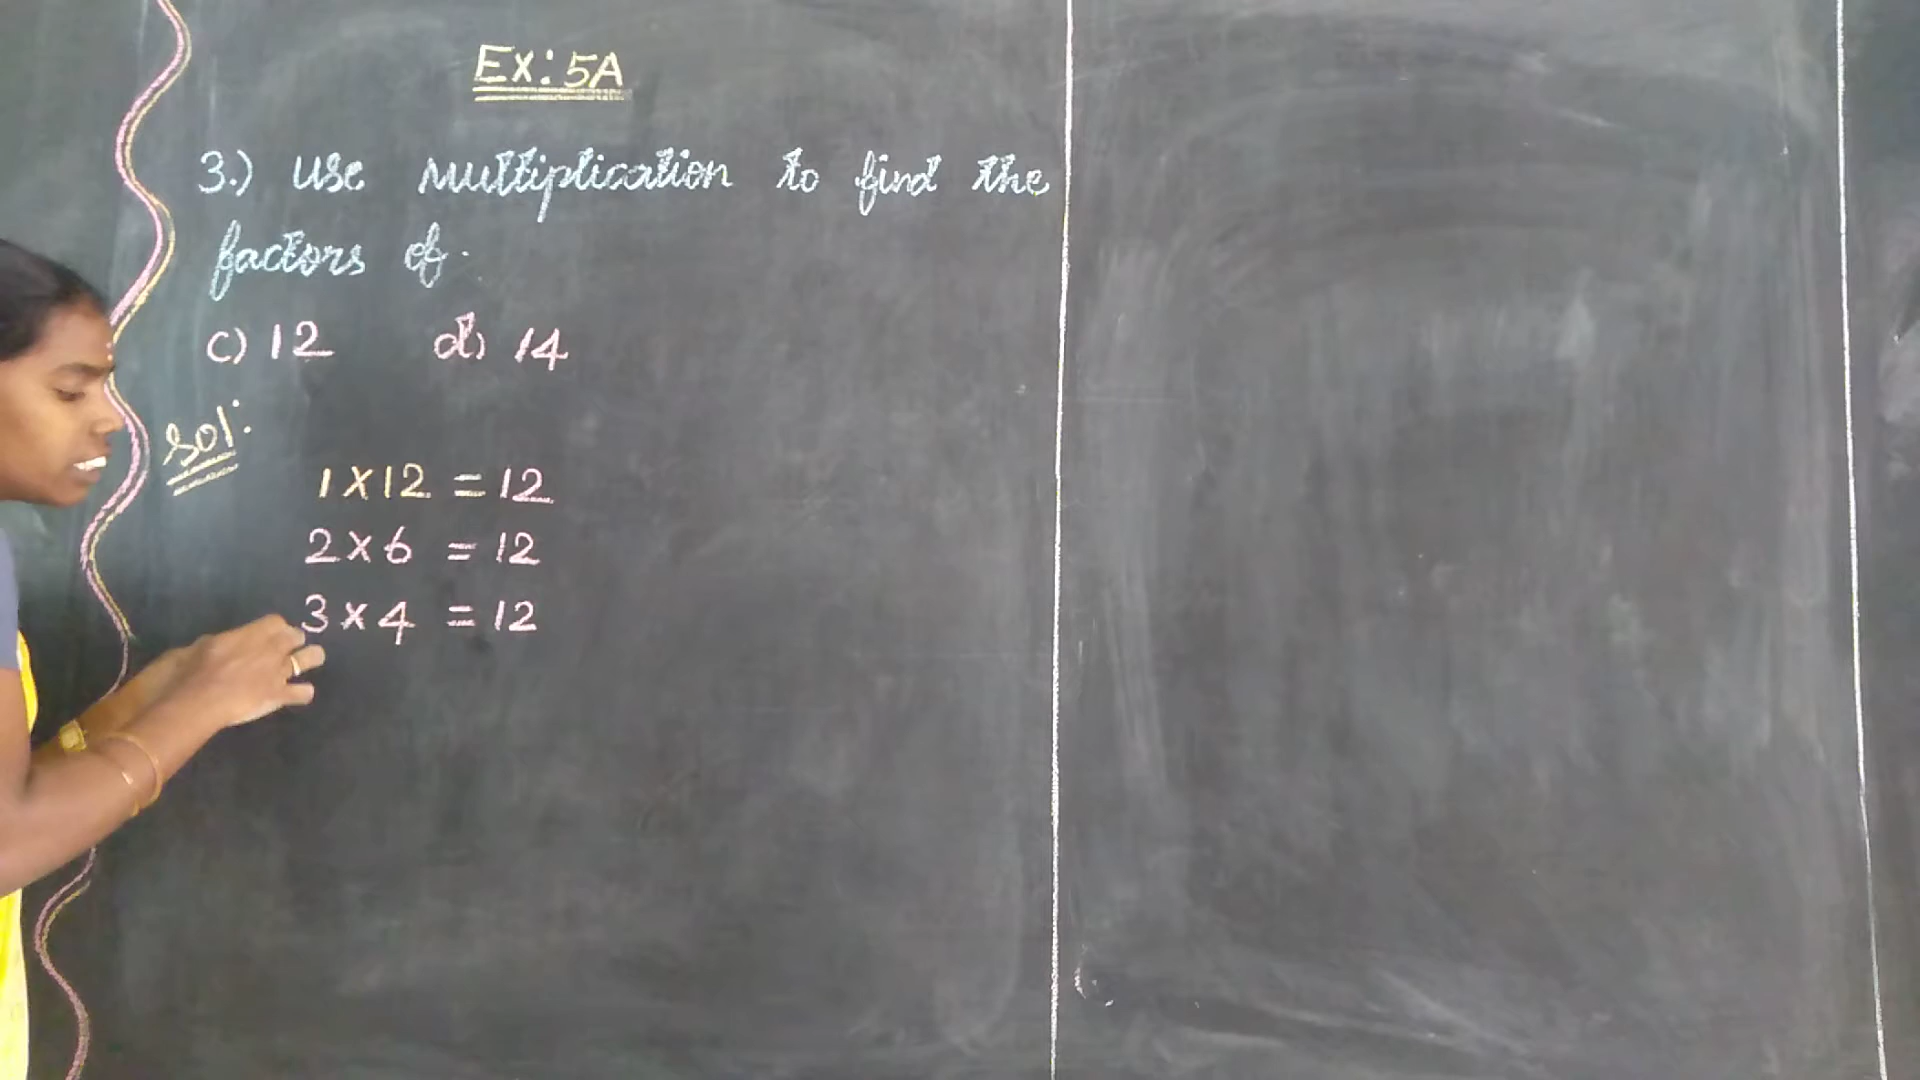 Ex: 5A
3.) Use Multiplication to find the
factors of.
c) 12 d) 14
Sol:
1 × 12 = 12
2 × 6 = 12
3 × 4 = 12